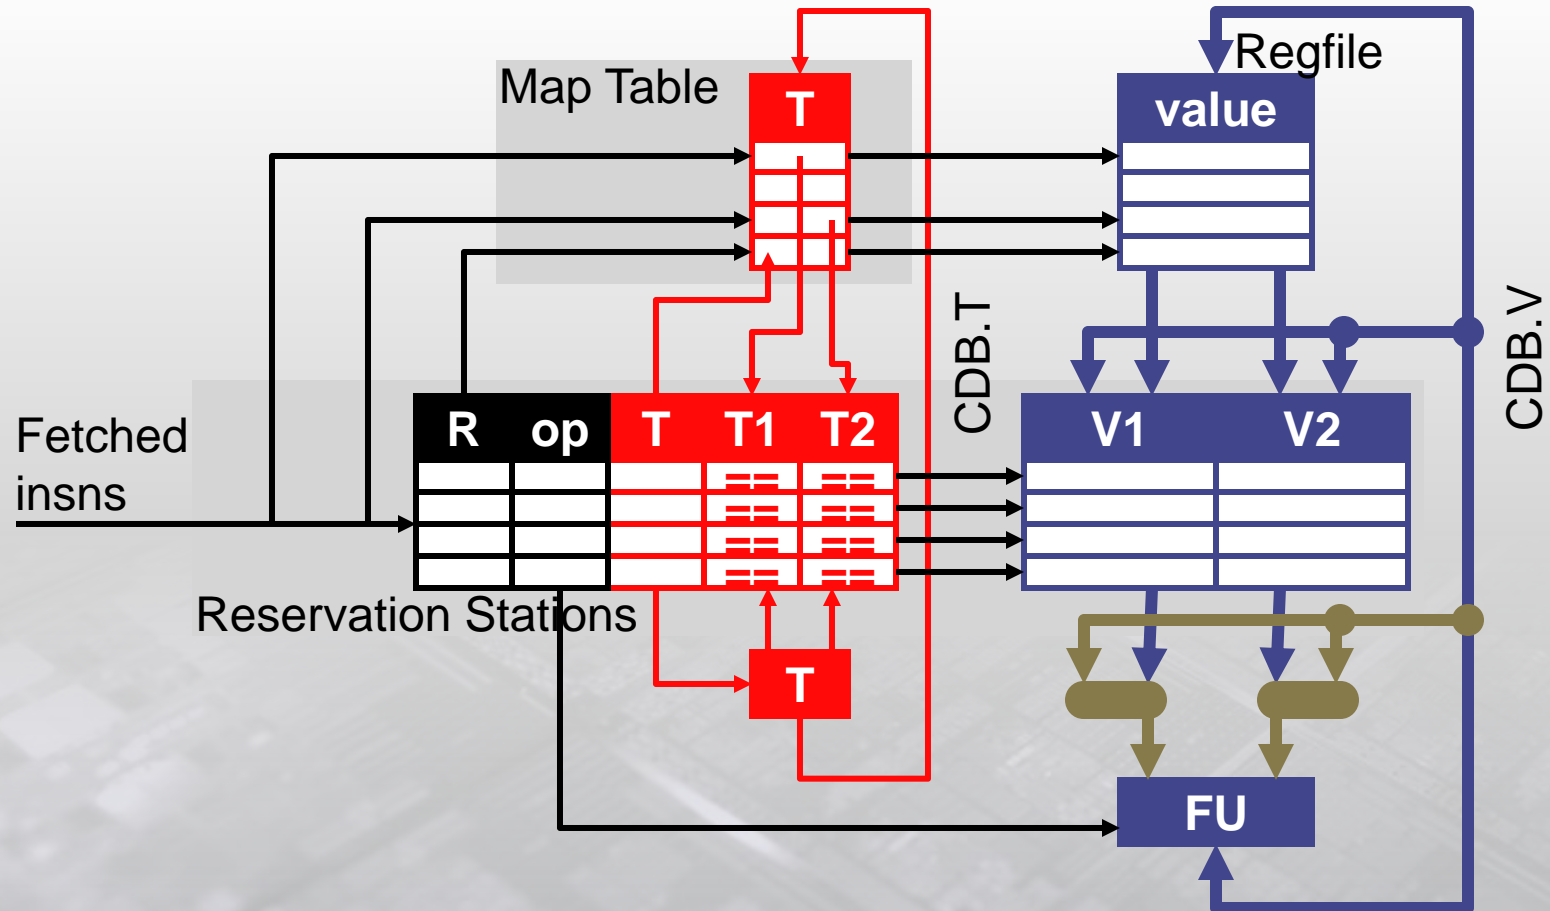 Regfile
Map Table
T
value
CDB.T
CDB.V
Fetched
insns
R op T T1 T2
V1 V2
== ==
== ==
== ==
== ==
Reservation Stations
T
FU